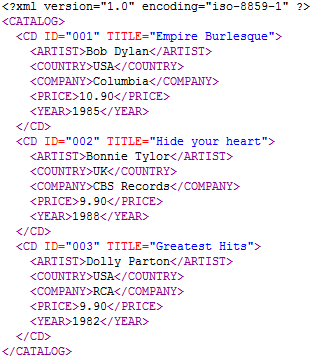 <?xml version="1.0" encoding="iso-8859-1" ?>
<CATALOG>
<CD ID="001" TITLE="Empire Burlesque">
<ARTIST>Bob Dylan</ARTIST>
<COUNTRY>USA</COUNTRY>
<COMPANY>Columbia</COMPANY>
<PRICE>10.90</PRICE>
<YEAR>1985</YEAR>
</CD>
<CD ID="002" TITLE="Hide your heart">
<ARTIST>Bonnie Tylor</ARTIST>
<COUNTRY>UK</COUNTRY>
<COMPANY>CBS Records</COMPANY>
<PRICE>9.90</PRICE>
<YEAR>1988</YEAR>
</CD>
<CD ID="003" TITLE="Greatest Hits">
<ARTIST>Dolly Parton</ARTIST>
<COUNTRY>USA</COUNTRY>
<COMPANY>RCA</COMPANY>
<PRICE>9.90</PRICE>
<YEAR>1982</YEAR>
</CD>
</CATALOG>